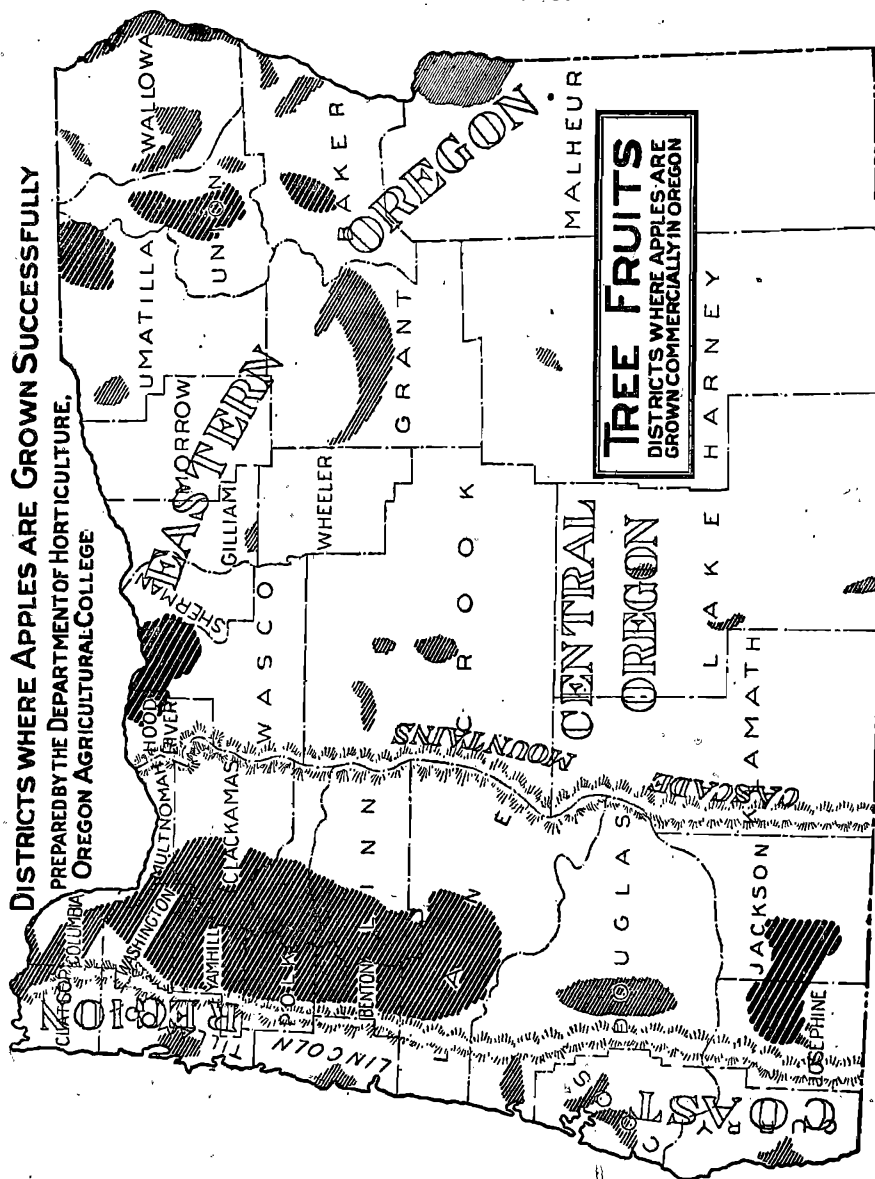 DISTRICTS WHERE APPLES ARE GROWN SUCCESSFULLY
PREPARED BY THE DEPARTMENT OF HORTICULTURE,
OREGON AGRICULTURAL COLLEGE
CLATSOP
COLUMBIA
WASHINGTON
MULTNOMAH
HOOD
RIVER
SHERMAN
EASTERN
MORROW
GILLIAM
UMATILLA
UNION
WALLOWA
YAMHILL
CLACKAMAS
WASCO
WHEELER
GRANT
BAKER
OREGON
POLK
LINCOLN
BENTON
LINN
CROOK
MALHEUR
LANE
CASCADE
MOUNTAINS
CENTRAL
OREGON
DOUGLAS
COOS
COAST
REGION
CURRY
JOSEPHINE
JACKSON
KLAMATH
LAKE
HARNEY
TREE FRUITS
DISTRICTS WHERE APPLES ARE
GROWN COMMERCIALLY IN OREGON